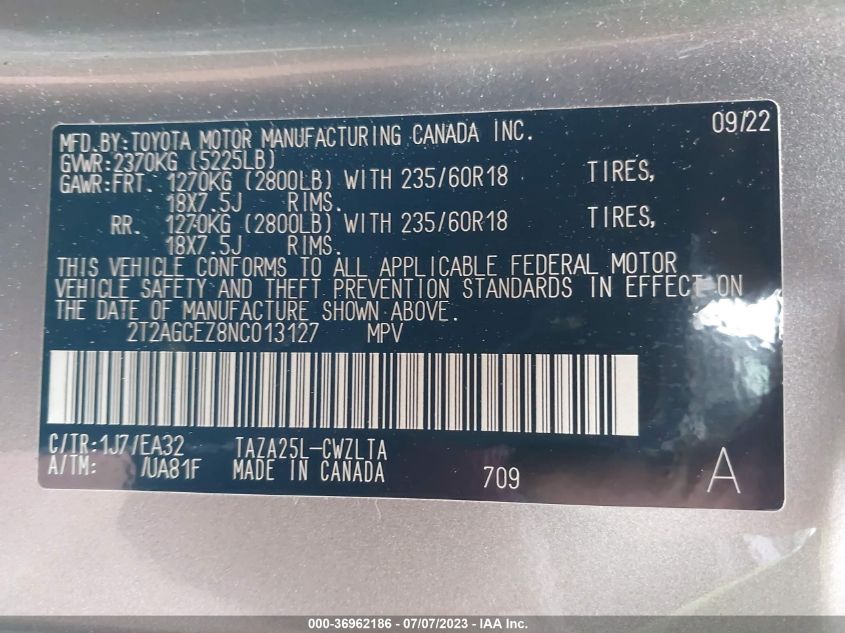 MFD.BY:TOYOTA MOTOR MANUFACTURING CANADA INC. 09/22
GVWR:2370KG (5225LB)
GAWR:FRT. 1270KG (2800LB) WITH 235/60R18 TIRES,
18X7.5J RIMS.
RR. 1270KG (2800LB) WITH 235/60R18 TIRES,
18X7.5J RIMS.
THIS VEHICLE CONFORMS TO ALL APPLICABLE FEDERAL MOTOR
VEHICLE SAFETY AND THEFT PREVENTION STANDARDS IN EFFECT ON
THE DATE OF MANUFACTURE SHOWN ABOVE.
2T2AGCEZ8NC013127 MPV
C/TR:1J7/EA32 TAZA25L-CWZLTA
A/TM: /UA81F MADE IN CANADA 709 A
000-36962186 - 07/07/2023 - IAA Inc.